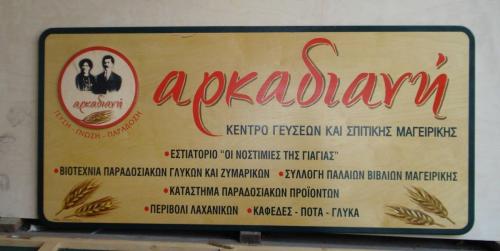 αρκαδιανή
ΓΕΥΣΗ - ΓΝΩΣΗ - ΠΑΡΑΔΟΣΗ
αρκαδιανή
ΚΕΝΤΡΟ ΓΕΥΣΕΩΝ ΚΑΙ ΣΠΙΤΙΚΗΣ ΜΑΓΕΙΡΙΚΗΣ
•ΕΣΤΙΑΤΟΡΙΟ "ΟΙ ΝΟΣΤΙΜΙΕΣ ΤΗΣ ΓΙΑΓΙΑΣ"
•ΒΙΟΤΕΧΝΙΑ ΠΑΡΑΔΟΣΙΑΚΩΝ ΓΛΥΚΩΝ ΚΑΙ ΖΥΜΑΡΙΚΩΝ •ΣΥΛΛΟΓΗ ΠΑΛΑΙΩΝ ΒΙΒΛΙΩΝ ΜΑΓΕΙΡΙΚΗΣ
•ΚΑΤΑΣΤΗΜΑ ΠΑΡΑΔΟΣΙΑΚΩΝ ΠΡΟΪΟΝΤΩΝ
•ΠΕΡΙΒΟΛΙ ΛΑΧΑΝΙΚΩΝ •ΚΑΦΕΔΕΣ - ΠΟΤΑ - ΓΛΥΚΑ